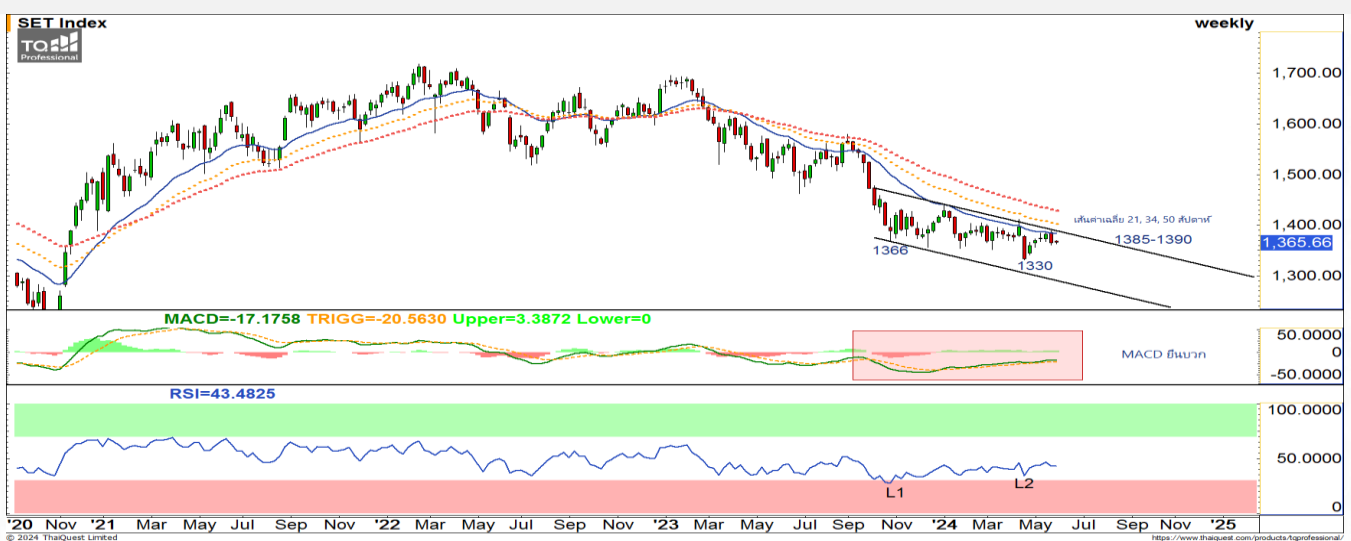 SET Index weekly
TQ
Professional
1,700.00
1,600.00
1,500.00
1,400.00
เส้นค่าเฉลี่ย 21, 34, 50 สัปดาห์
1385-1390
1,365.66
1366
1330
1,300.00
MACD=-17.1758 TRIGG=-20.5630 Upper=3.3872 Lower=0
50.0000
0
MACD ยืนบวก
-50.0000
RSI=43.4825
100.0000
50.0000
L1
L2
0
'20 Nov '21 Mar May Jul Sep Nov '22 Mar May Jul Sep Nov '23 Mar May Jul Sep Nov '24 Mar May Jul Sep Nov '25
© 2024 ThaiQuest Limited https://www.thaiquest.com/products/tqprofessional/